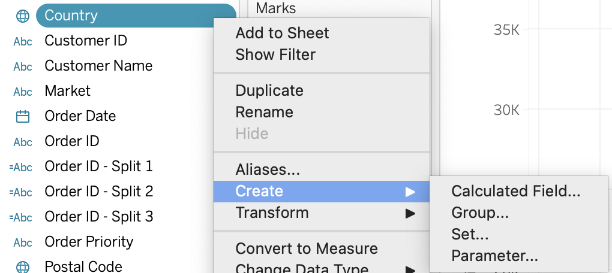 Country
Abc Customer ID
Abc Customer Name
Abc Market
Order Date
Abc Order ID
=Abc Order ID - Split 1
=Abc Order ID - Split 2
=Abc Order ID - Split 3
Abc Order Priority
Postal Code
Marks
Add to Sheet
Show Filter
Duplicate
Rename
Hide
Aliases...
Create
Transform
Convert to Measure
Change Data Type
Calculated Field...
Group...
Set...
Parameter...
35K
30K